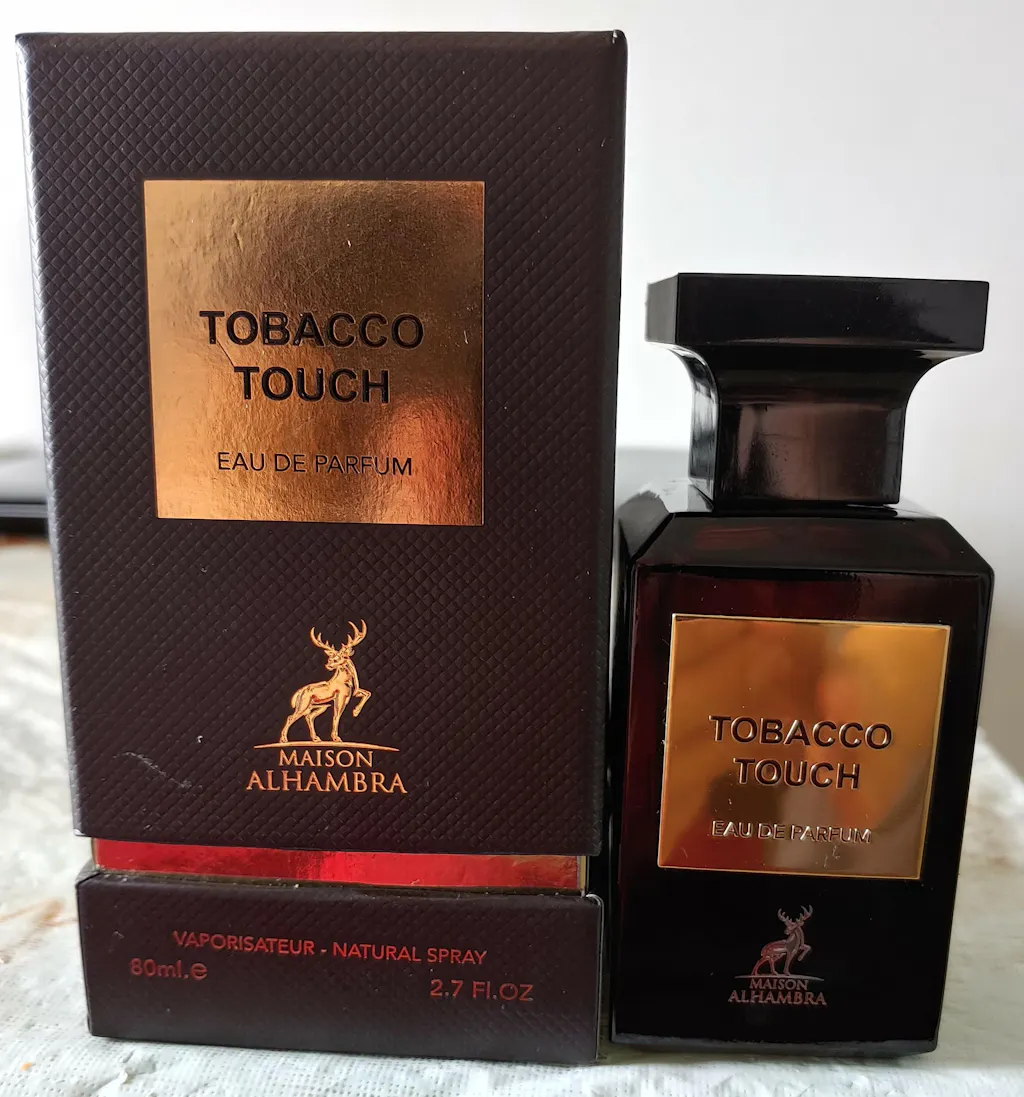 TOBACCO
TOUCH
EAU DE PARFUM
MAISON
ALHAMBRA
VAPORISATEUR - NATURAL SPRAY
80ml.e
2.7 Fl.OZ
TOBACCO
TOUCH
EAU DE PARFUM
MAISON
ALHAMBRA